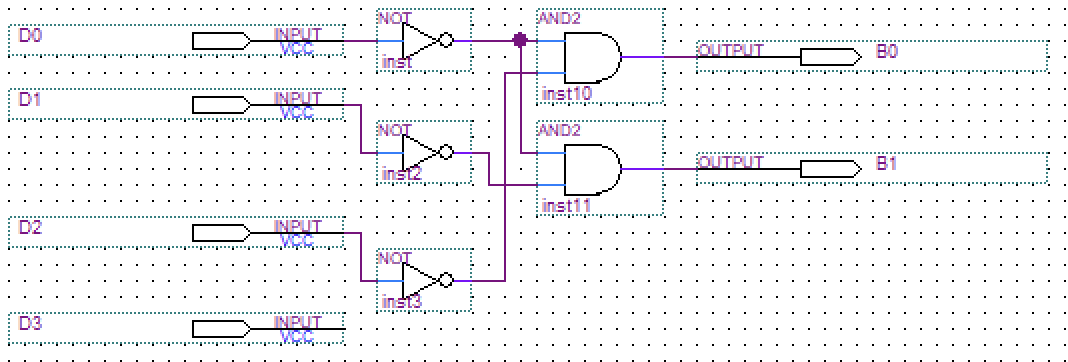 D0
INPUT
VCC
NOT
inst
AND2
inst10
OUTPUT
B0
D1
INPUT
VCC
NOT
inst2
AND2
inst11
OUTPUT
B1
D2
INPUT
VCC
NOT
inst3
D3
INPUT
VCC